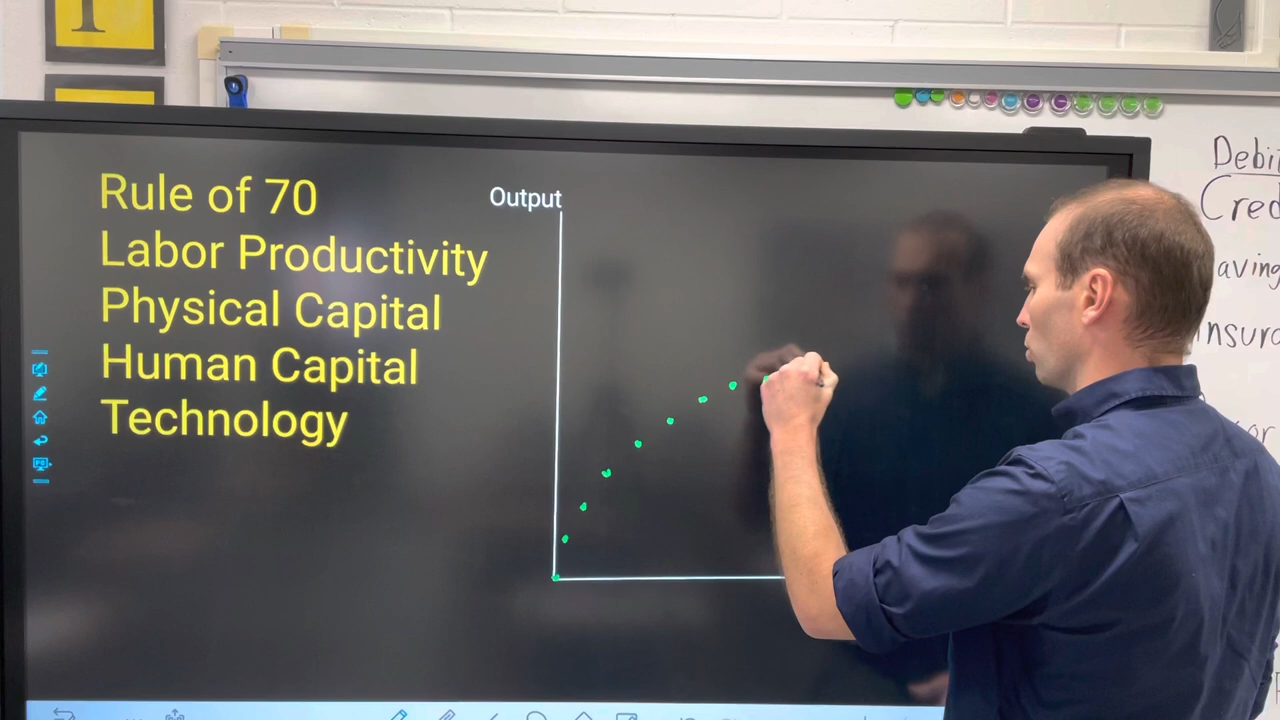 Rule of 70
Labor Productivity
Physical Capital
Human Capital
Technology
Output